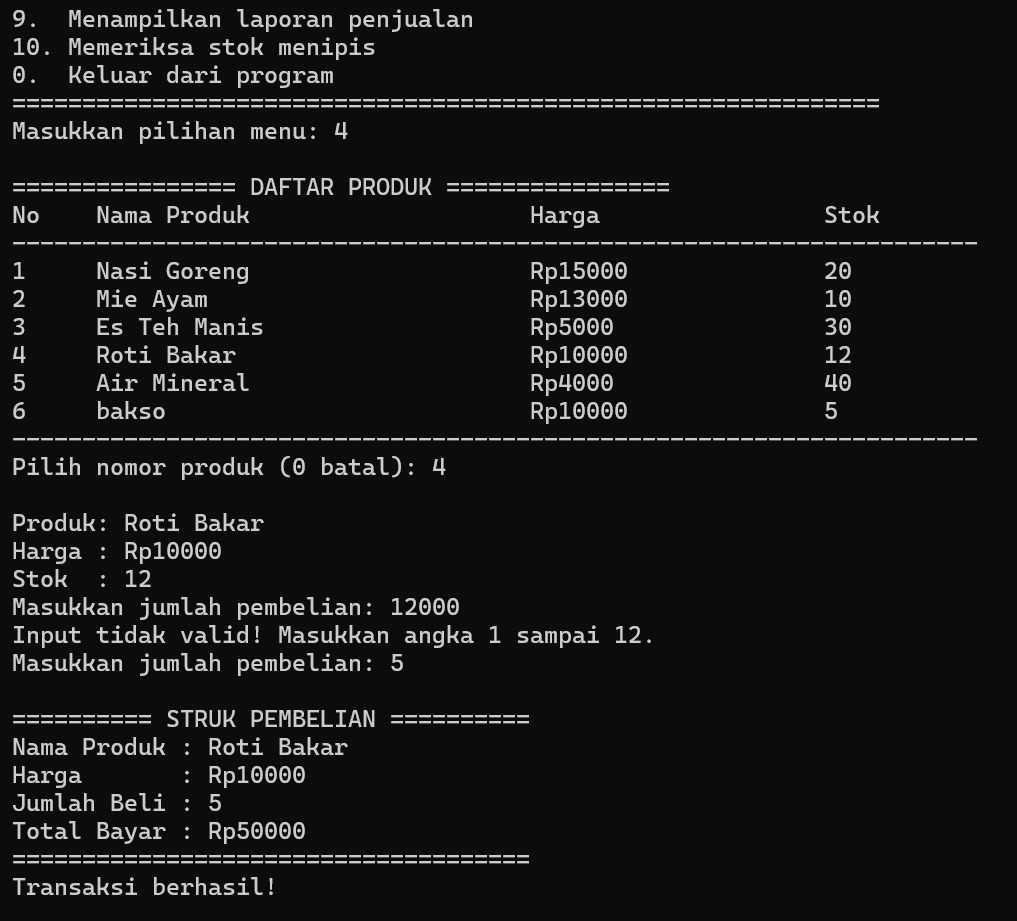 9.  Menampilkan laporan penjualan
10. Memeriksa stok menipis
0.  Keluar dari program
==============================================================
Masukkan pilihan menu: 4

================ DAFTAR PRODUK ================
No    Nama Produk                    Harga                Stok
---------------------------------------------------------------------
1     Nasi Goreng                    Rp15000              20
2     Mie Ayam                       Rp13000              10
3     Es Teh Manis                   Rp5000               30
4     Roti Bakar                     Rp10000              12
5     Air Mineral                    Rp4000               40
6     bakso                          Rp10000              5
---------------------------------------------------------------------
Pilih nomor produk (0 batal): 4

Produk: Roti Bakar
Harga : Rp10000
Stok  : 12
Masukkan jumlah pembelian: 12000
Input tidak valid! Masukkan angka 1 sampai 12.
Masukkan jumlah pembelian: 5

========== STRUK PEMBELIAN ==========
Nama Produk : Roti Bakar
Harga       : Rp10000
Jumlah Beli : 5
Total Bayar : Rp50000
=====================================
Transaksi berhasil!